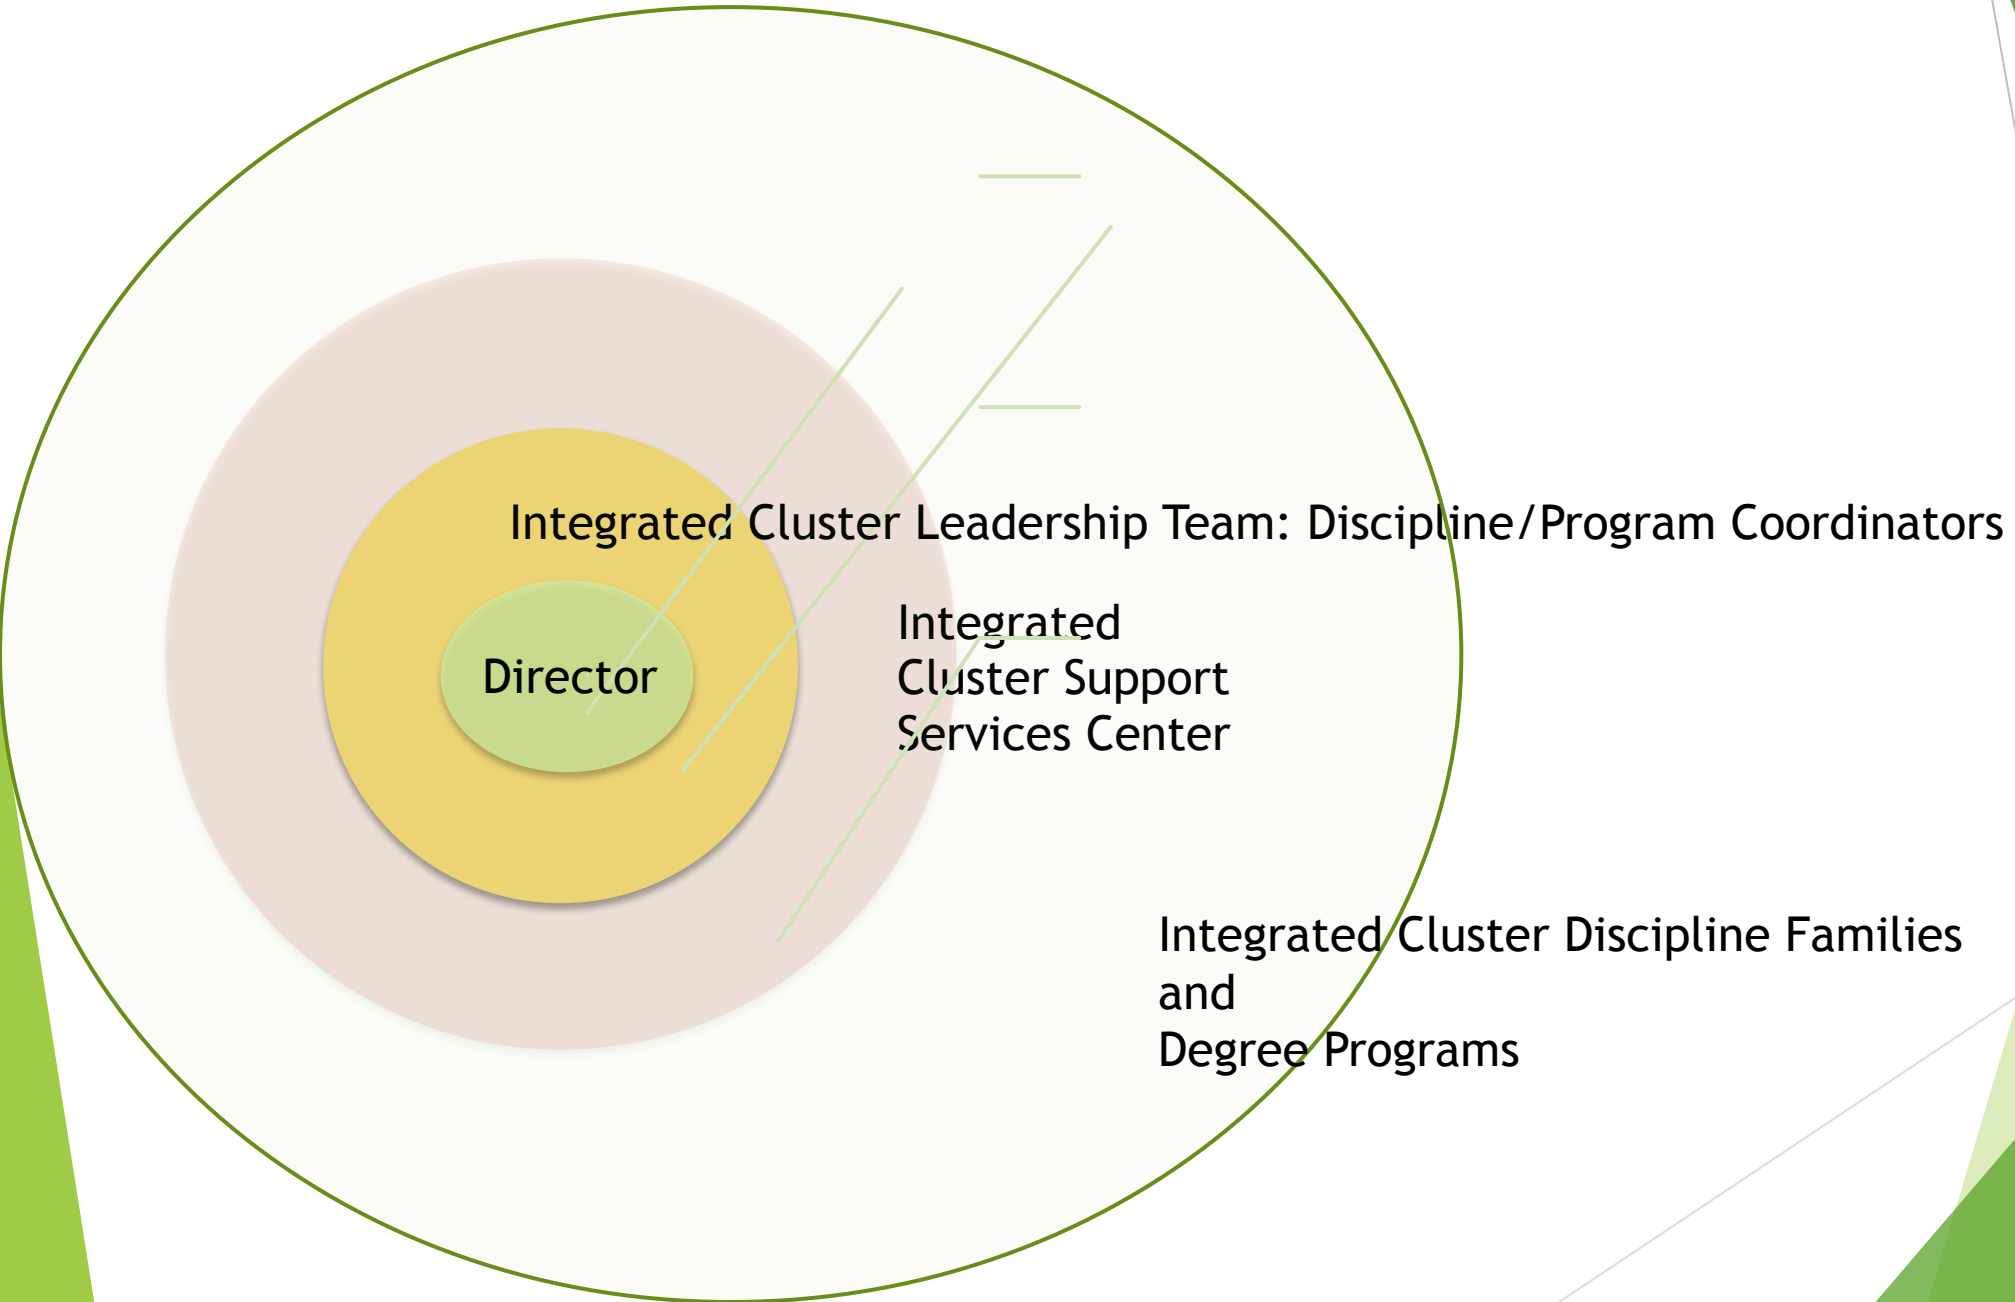 Integrated Cluster Leadership Team: Discipline/Program Coordinators
Integrated
Cluster Support
Services Center
Director
Integrated Cluster Discipline Families
and
Degree Programs